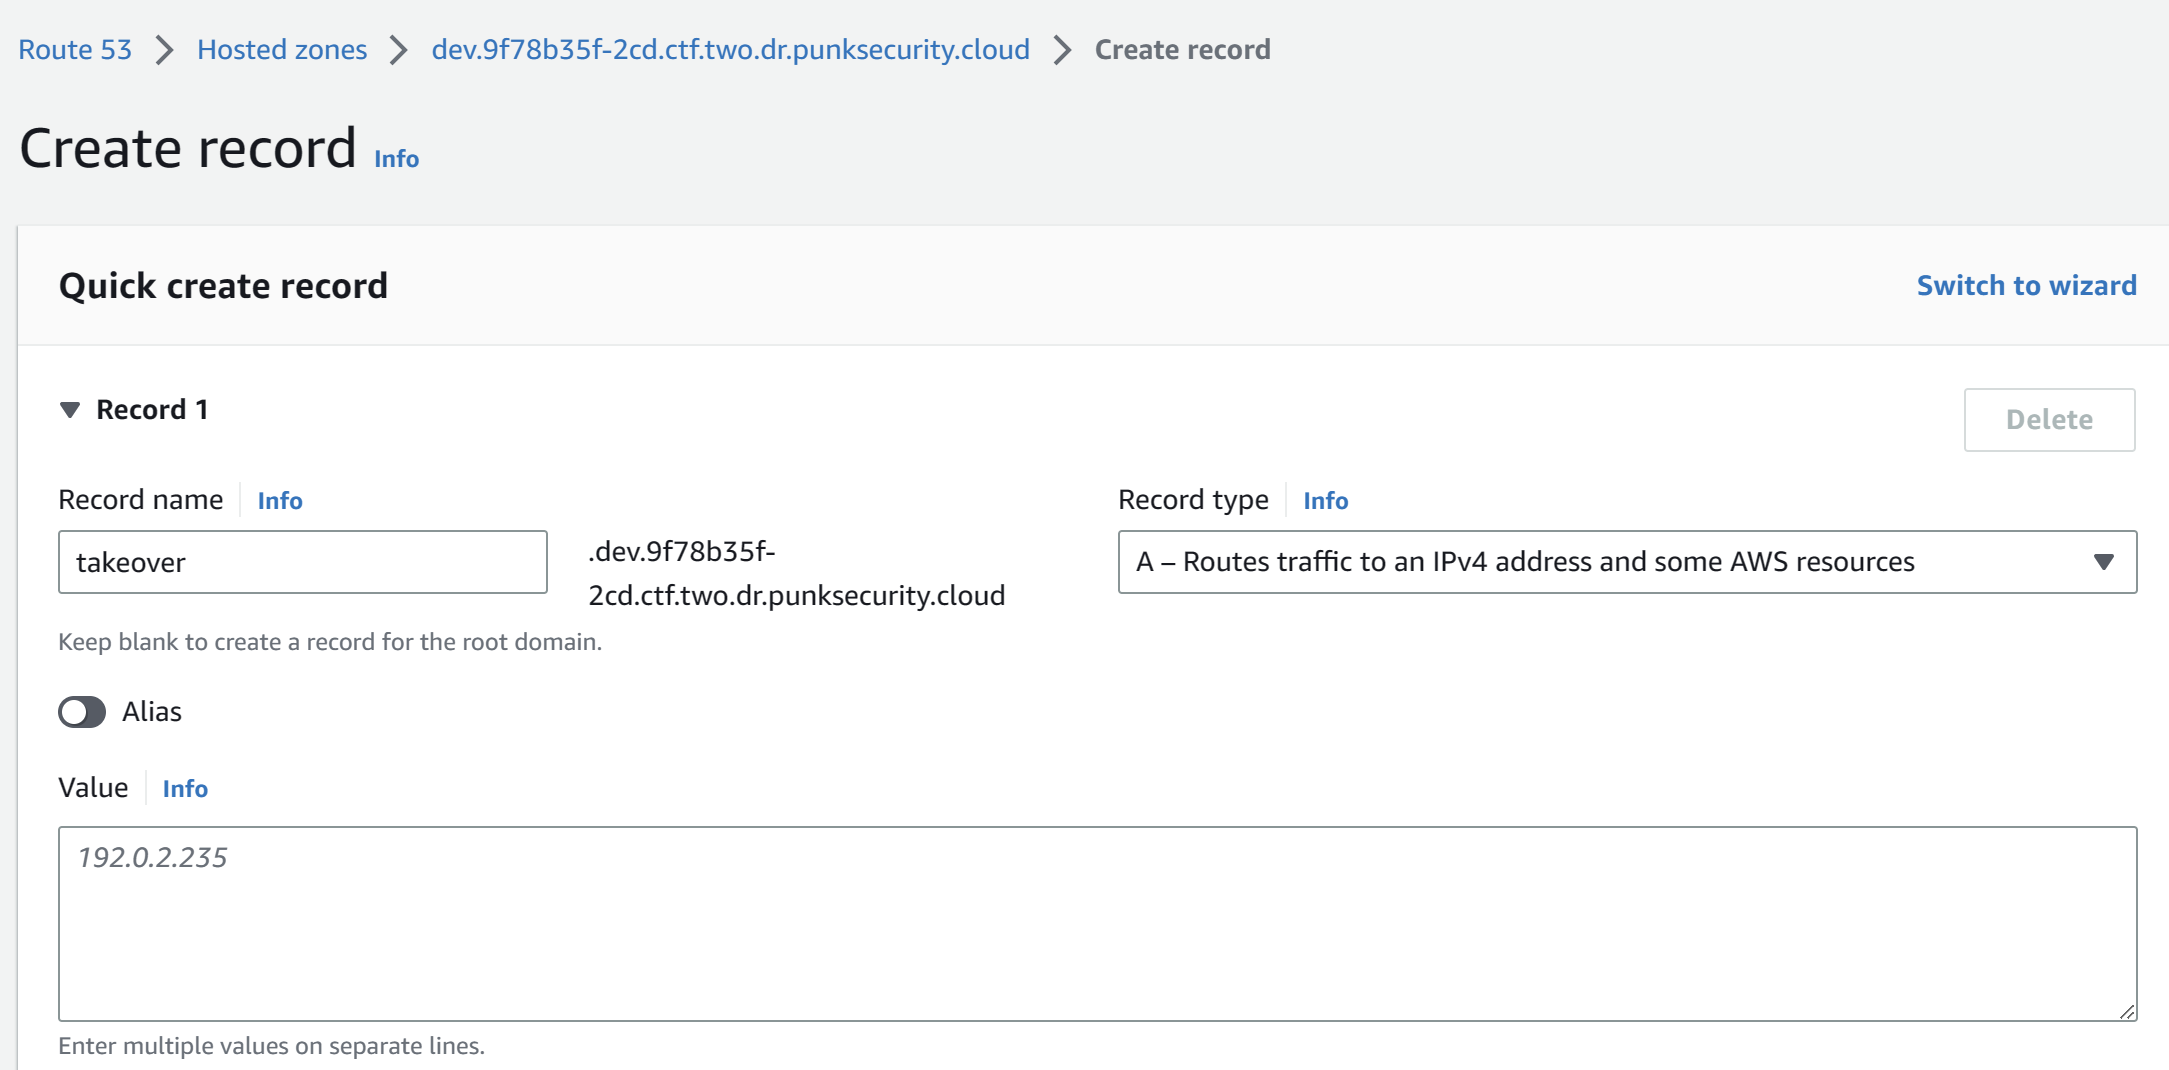 Route 53 > Hosted zones > dev.9f78b35f-2cd.ctf.two.dr.punksecurity.cloud > Create record
Create record Info
Quick create record
Switch to wizard
Record 1
Delete
Record name Info
takeover
.dev.9f78b35f-
2cd.ctf.two.dr.punksecurity.cloud
Keep blank to create a record for the root domain.
Record type Info
A – Routes traffic to an IPv4 address and some AWS resources
Alias
Value Info
192.0.2.235
Enter multiple values on separate lines.